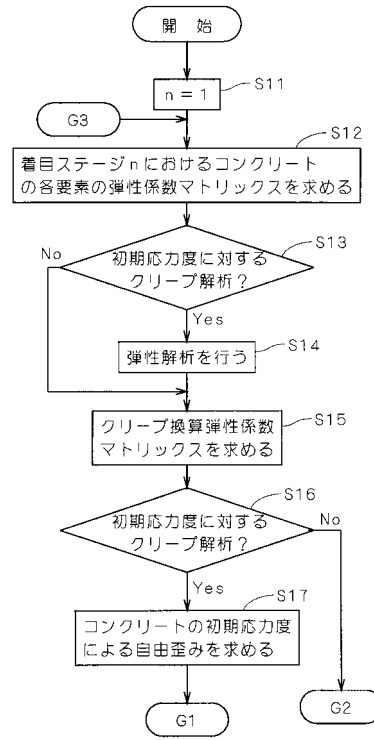 開 始
n = 1
S11
G3
S12
着目ステージnにおけるコンクリート
の各要素の弾性係数マトリックスを求める
S13
No
初期応力度に対する
クリープ解析？
Yes
S14
弾性解析を行う
S15
クリープ換算弾性係数
マトリックスを求める
S16
初期応力度に対する
クリープ解析？
No
Yes
S17
コンクリートの初期応力度
による自由歪みを求める
G1
G2